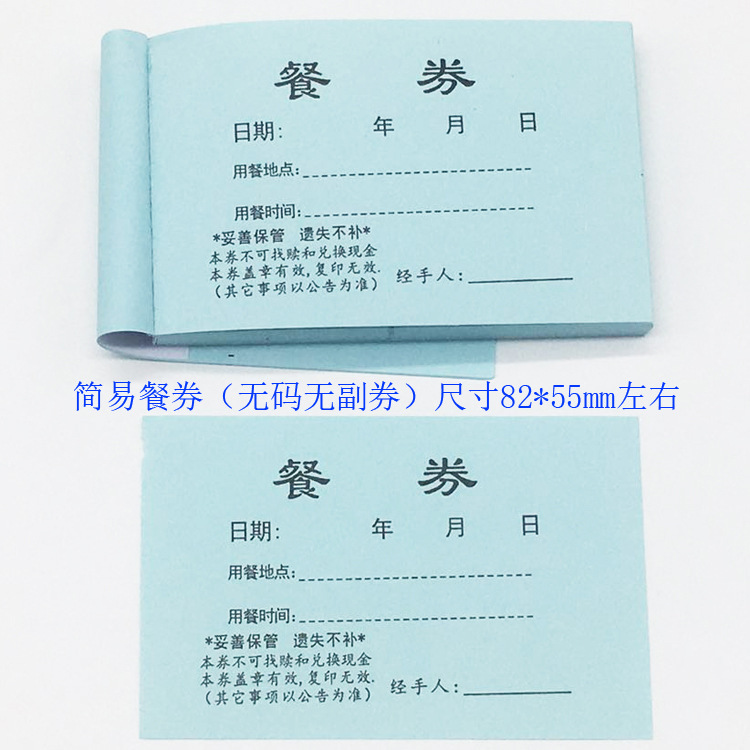 餐 券
日期: 年 月 日
用餐地点:
用餐时间:
*妥善保管 遗失不补*
本券不可找赎和兑换现金
本券盖章有效,复印无效.
(其它事项以公告为准) 经手人:
简易餐券（无码无副券）尺寸82*55mm左右
餐 券
日期: 年 月 日
用餐地点:
用餐时间:
*妥善保管 遗失不补*
本券不可找赎和兑换现金
本券盖章有效,复印无效.
(其它事项以公告为准) 经手人: